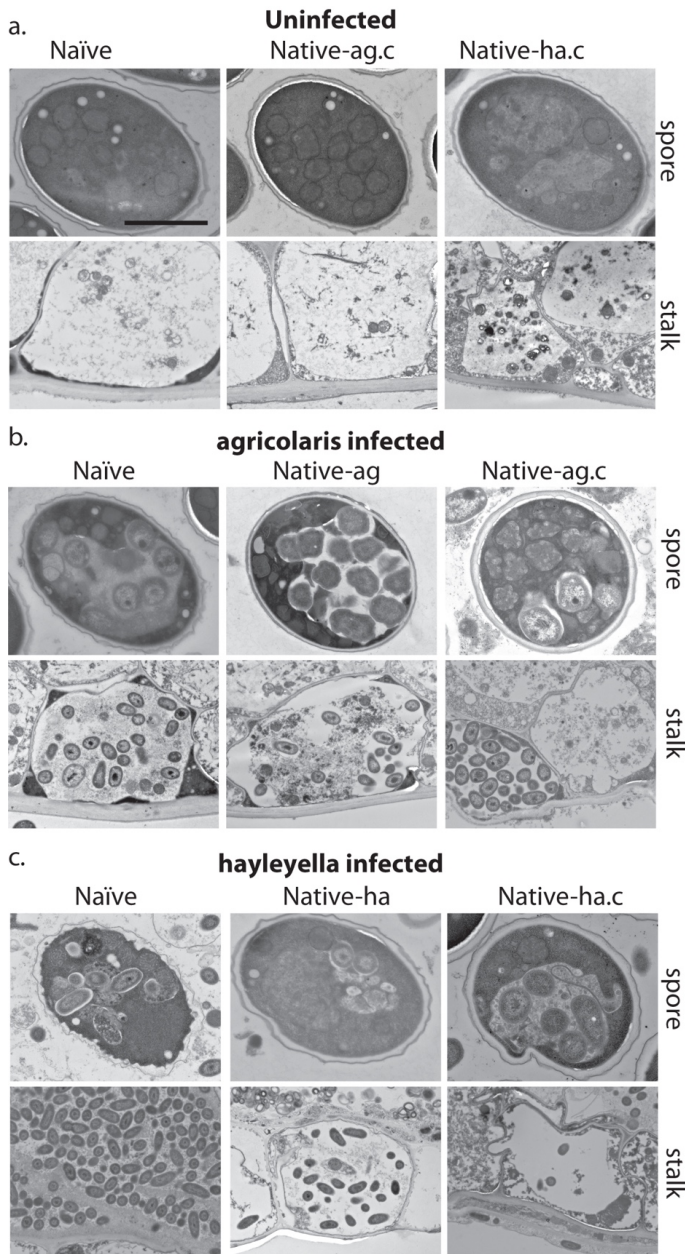 a.
Uninfected
Naïve Native-ag.c Native-ha.c
spore
stalk
b.
agricolaris infected
Naïve Native-ag Native-ag.c
spore
stalk
c.
hayleyella infected
Naïve Native-ha Native-ha.c
spore
stalk